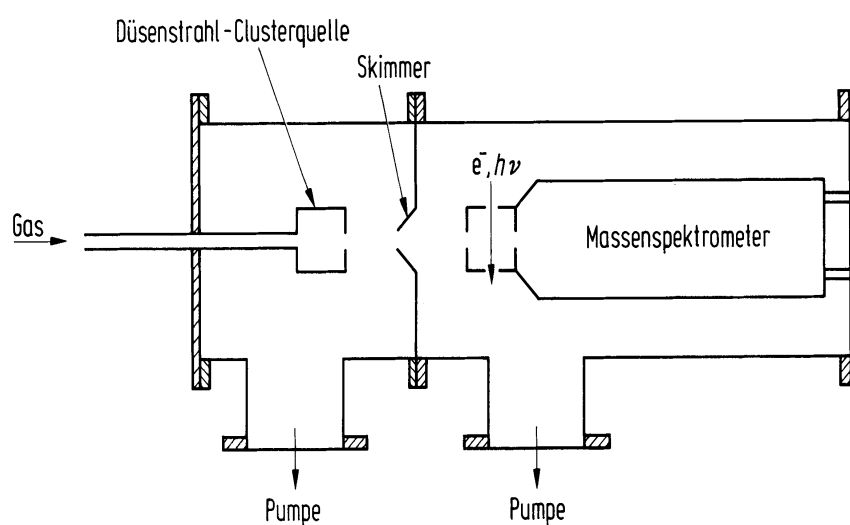 Düsenstrahl-Clusterquelle
Skimmer
e⁻, hν
Gas
Massenspektrometer
Pumpe
Pumpe